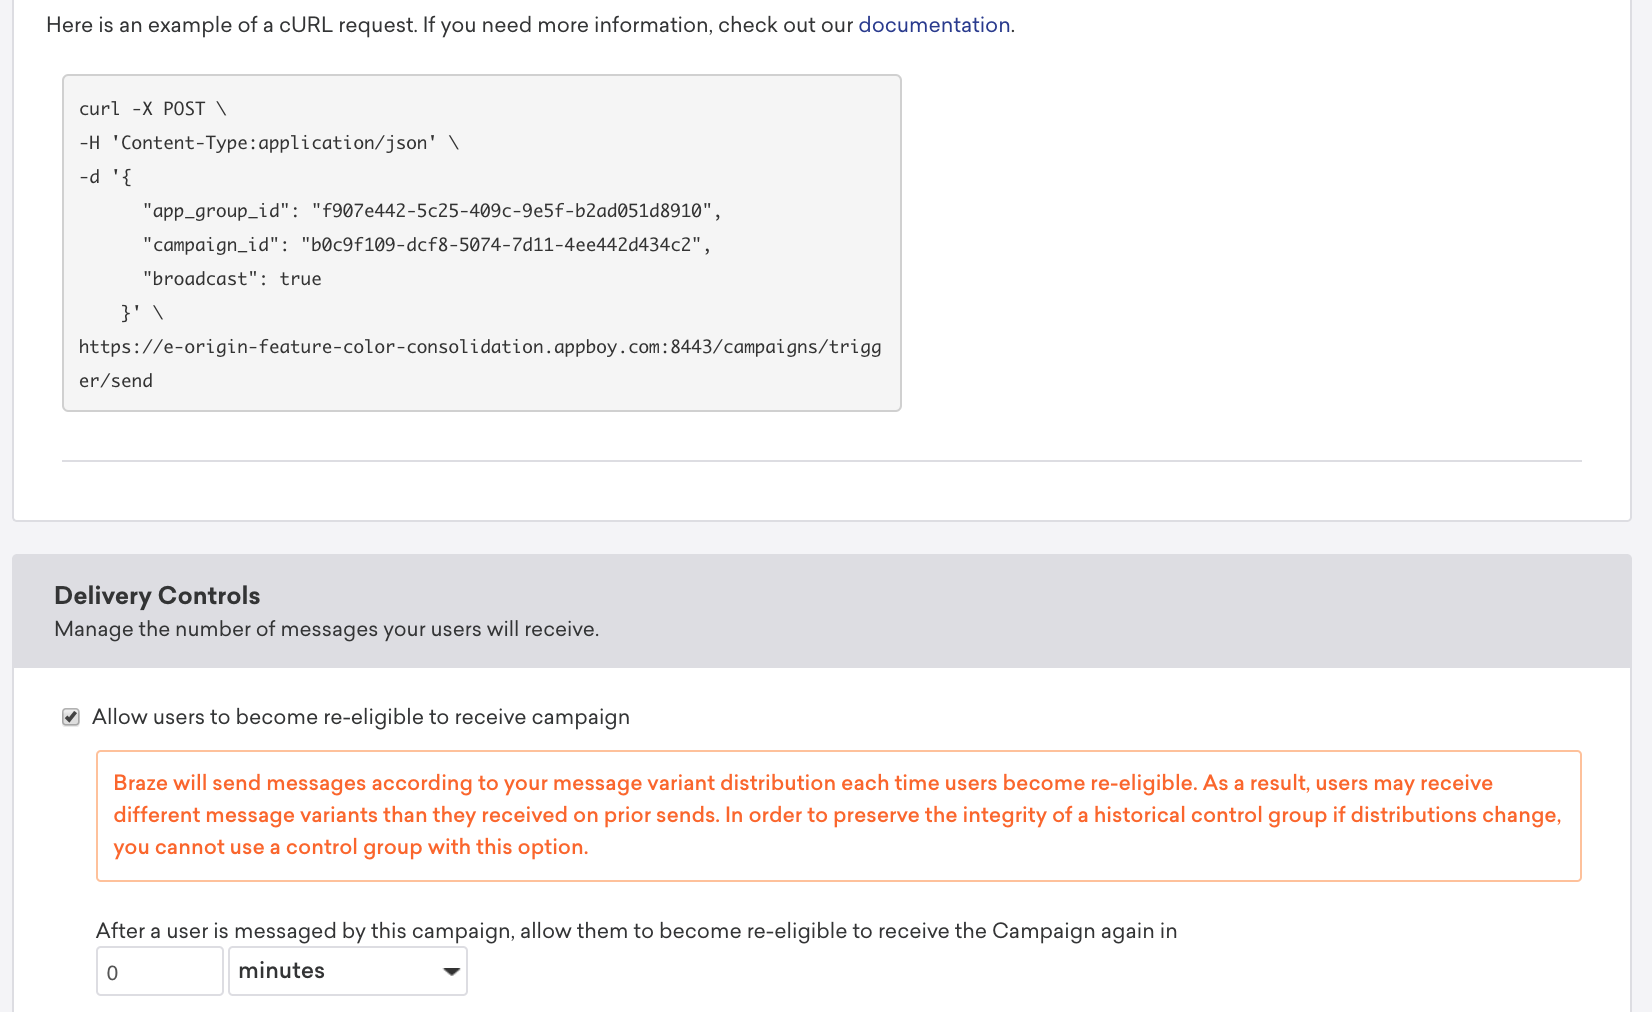 Here is an example of a cURL request. If you need more information, check out our documentation.
curl -X POST \
-H 'Content-Type:application/json' \
-d '{
"app_group_id": "f907e442-5c25-409c-9e5f-b2ad051d8910",
"campaign_id": "b0c9f109-dcf8-5074-7d11-4ee442d434c2",
"broadcast": true
}' \
https://e-origin-feature-color-consolidation.appboy.com:8443/campaigns/trigg
er/send
Delivery Controls
Manage the number of messages your users will receive.
Allow users to become re-eligible to receive campaign
Braze will send messages according to your message variant distribution each time users become re-eligible. As a result, users may receive
different message variants than they received on prior sends. In order to preserve the integrity of a historical control group if distributions change,
you cannot use a control group with this option.
After a user is messaged by this campaign, allow them to become re-eligible to receive the Campaign again in
0 minutes